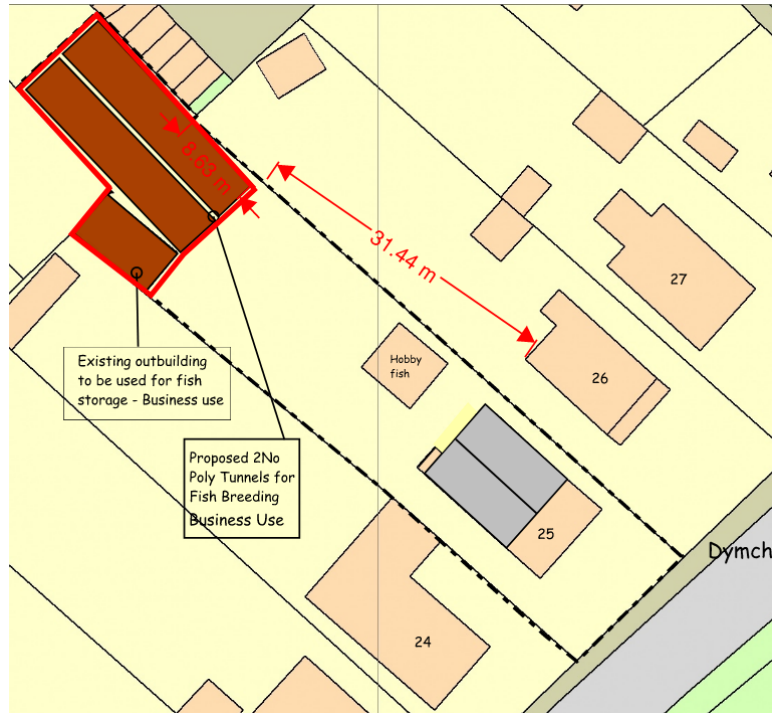 8.63 m
31.44 m
27
26
Hobby
fish
Existing outbuilding
to be used for fish
storage - Business use
Proposed 2No
Poly Tunnels for
Fish Breeding
Business Use
25
Dymch
24